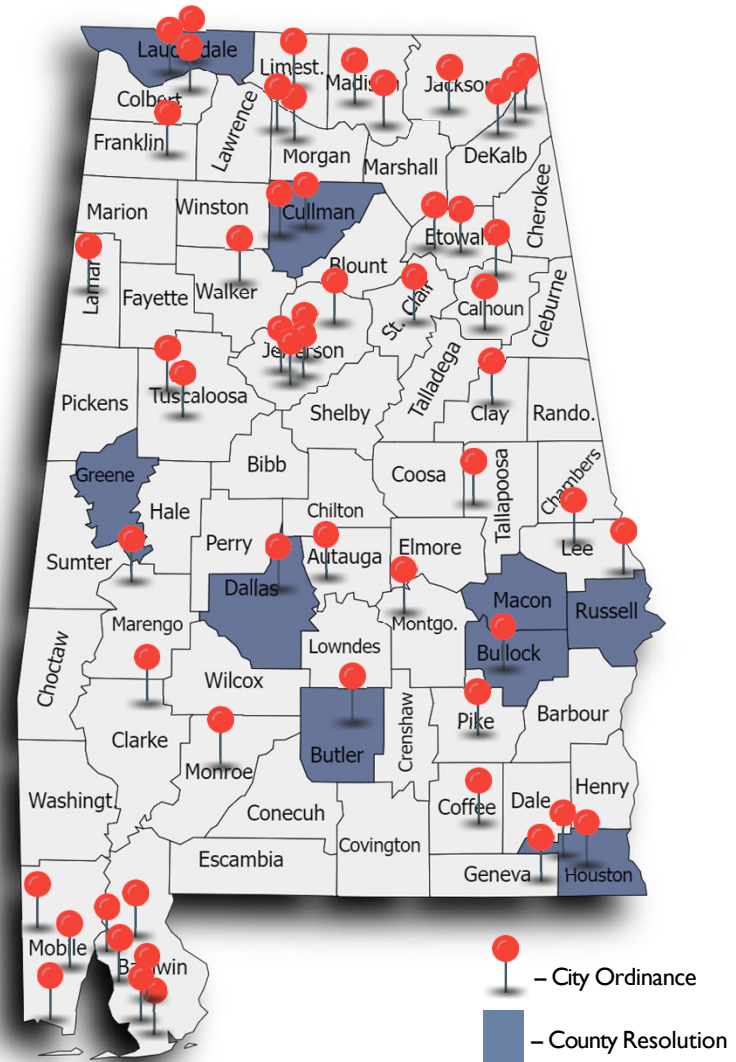 Lauderdale
Limest.
Madison
Jackson
Colbert
Lawrence
Franklin
Morgan
Marshall
DeKalb
Cherokee
Marion
Winston
Cullman
Etowah
Blount
Lamar
Fayette
Walker
St. Clair
Calhoun
Cleburne
Jefferson
Talladega
Pickens
Tuscaloosa
Shelby
Clay
Rando.
Greene
Bibb
Coosa
Tallapoosa
Chambers
Hale
Chilton
Sumter
Perry
Autauga
Elmore
Lee
Dallas
Macon
Russell
Marengo
Montgo.
Choctaw
Lowndes
Bullock
Wilcox
Clarke
Butler
Crenshaw
Pike
Barbour
Monroe
Washingt.
Conecuh
Coffee
Dale
Henry
Escambia
Covington
Geneva
Houston
Mobile
Baldwin
– City Ordinance
– County Resolution